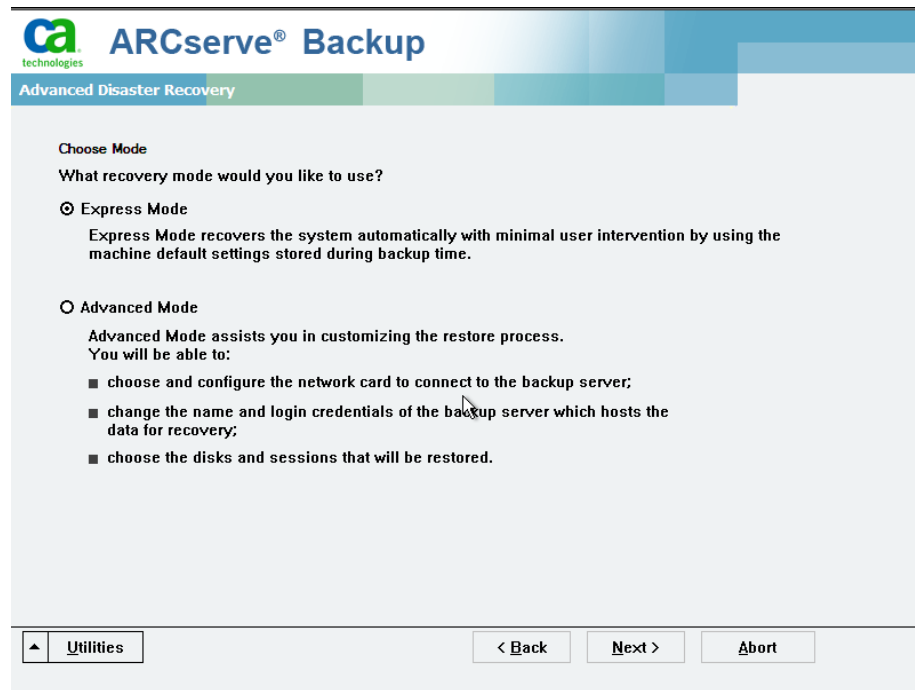 ca
technologies
ARCserve® Backup
Advanced Disaster Recovery
Choose Mode
What recovery mode would you like to use?
Express Mode
Express Mode recovers the system automatically with minimal user intervention by using the
machine default settings stored during backup time.
Advanced Mode
Advanced Mode assists you in customizing the restore process.
You will be able to:
choose and configure the network card to connect to the backup server;
change the name and login credentials of the backup server which hosts the
data for recovery;
choose the disks and sessions that will be restored.
Utilities
< Back
Next >
Abort